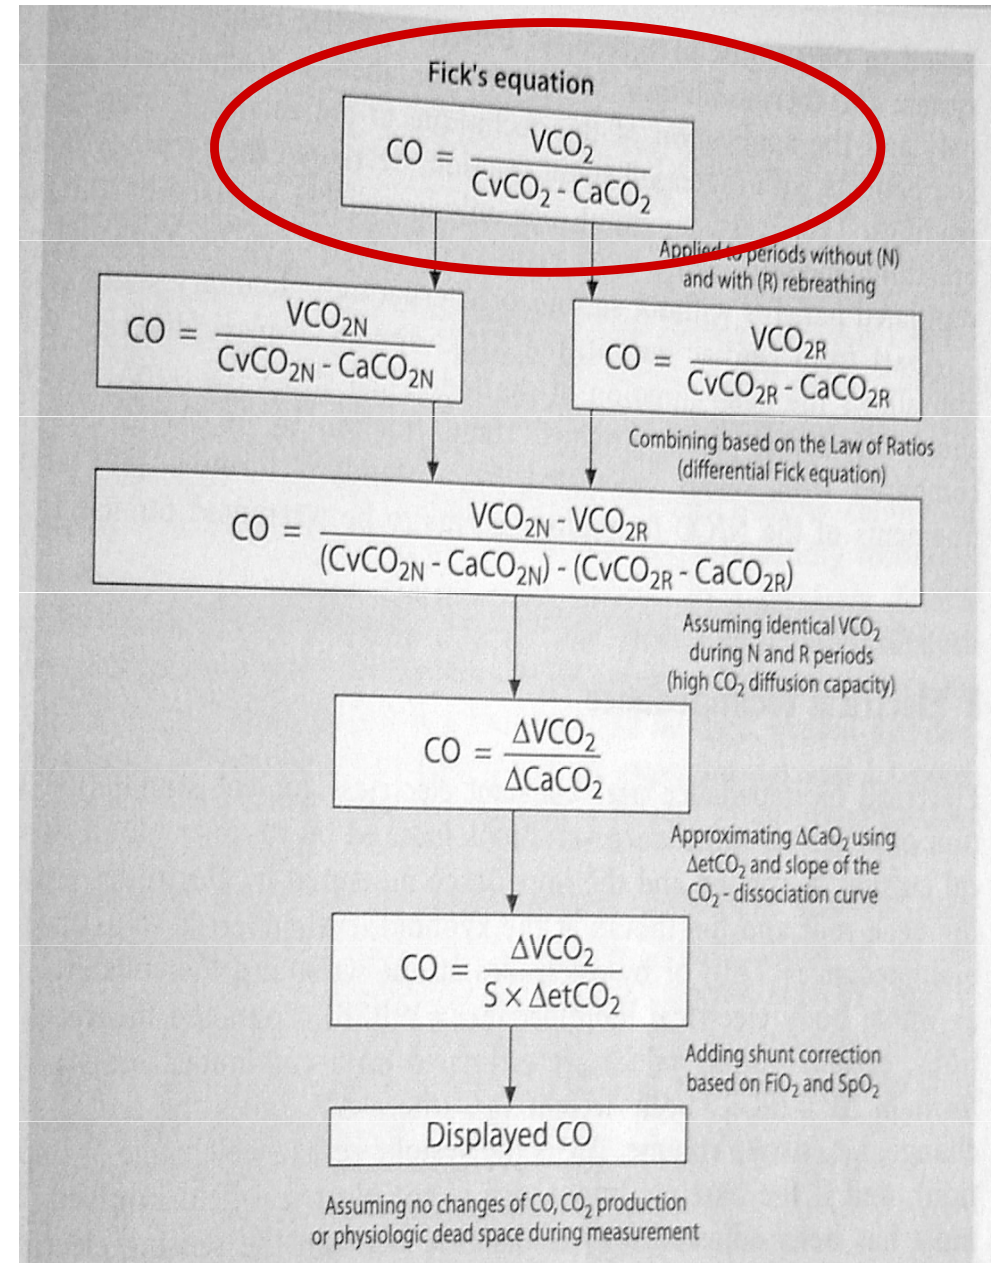 Fick's equation
CO = VCO₂ / CvCO₂ - CaCO₂
Applied to periods without (N)
and with (R) rebreathing
CO = VCO₂N / CvCO₂N - CaCO₂N
CO = VCO₂R / CvCO₂R - CaCO₂R
Combining based on the Law of Ratios
(differential Fick equation)
CO = VCO₂N - VCO₂R / (CvCO₂N - CaCO₂N) - (CvCO₂R - CaCO₂R)
Assuming identical VCO₂
during N and R periods
(high CO₂ diffusion capacity)
CO = ΔVCO₂ / ΔCaCO₂
Approximating ΔCaO₂ using
ΔetCO₂ and slope of the
CO₂ - dissociation curve
CO = ΔVCO₂ / S x ΔetCO₂
Adding shunt correction
based on FiO₂ and SpO₂
Displayed CO
Assuming no changes of CO, CO₂ production
or physiologic dead space during measurement